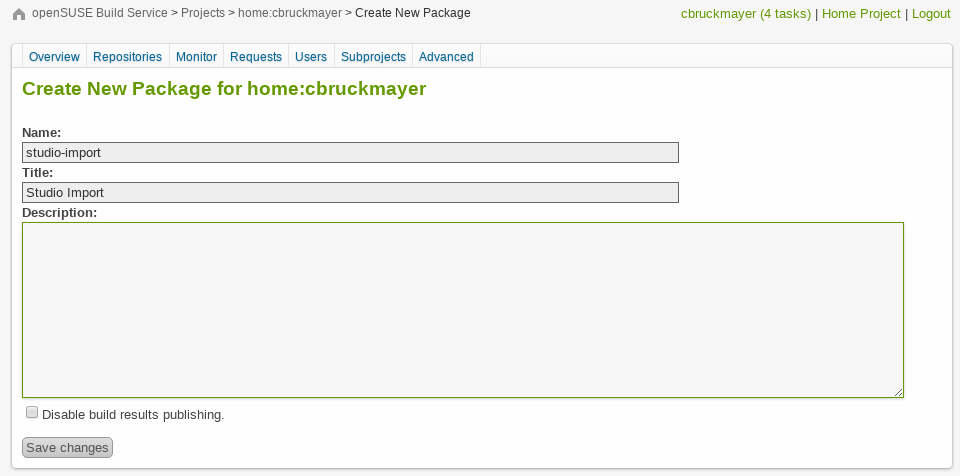 openSUSE Build Service > Projects > home:cbruckmayer > Create New Package
cbruckmayer (4 tasks) | Home Project | Logout
Overview Repositories Monitor Requests Users Subprojects Advanced
Create New Package for home:cbruckmayer
Name:
studio-import
Title:
Studio Import
Description:
Disable build results publishing.
Save changes